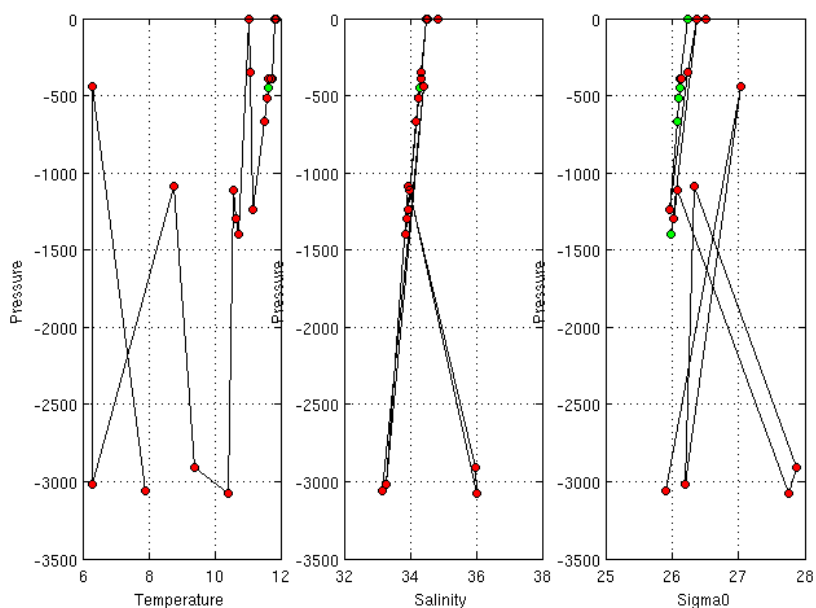 0 0 0
-500 -500 -500
-1000 -1000 -1000
-1500 -1500 -1500
-2000 -2000 -2000
-2500 -2500 -2500
-3000 -3000 -3000
-3500 -3500 -3500
Pressure Pressure Pressure
6 8 10 12 32 34 36 38 25 26 27 28
Temperature Salinity Sigma0